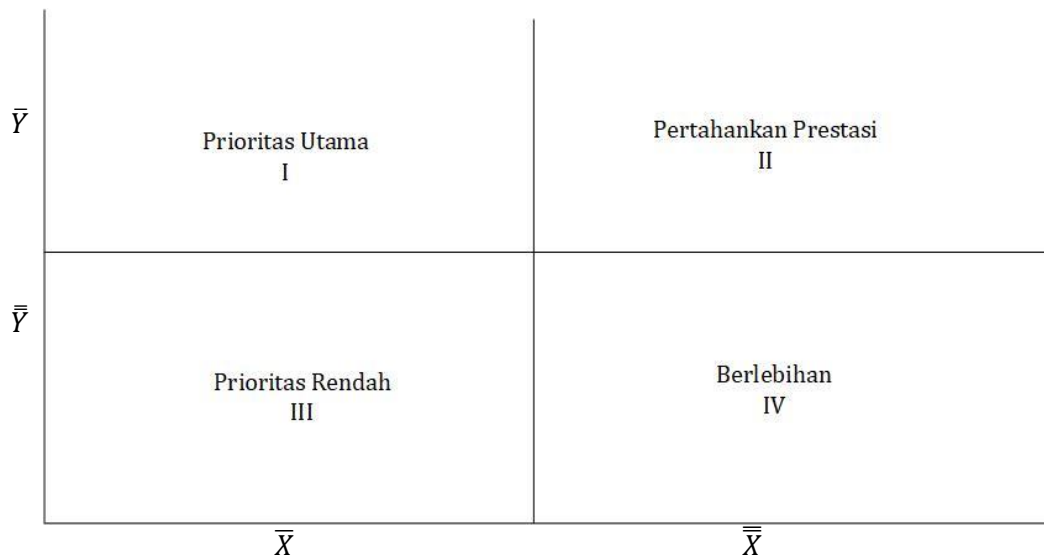 Y̅
Prioritas Utama
I
Pertahankan Prestasi
II
Y̿
Prioritas Rendah
III
Berlebihan
IV
X̅
X̿